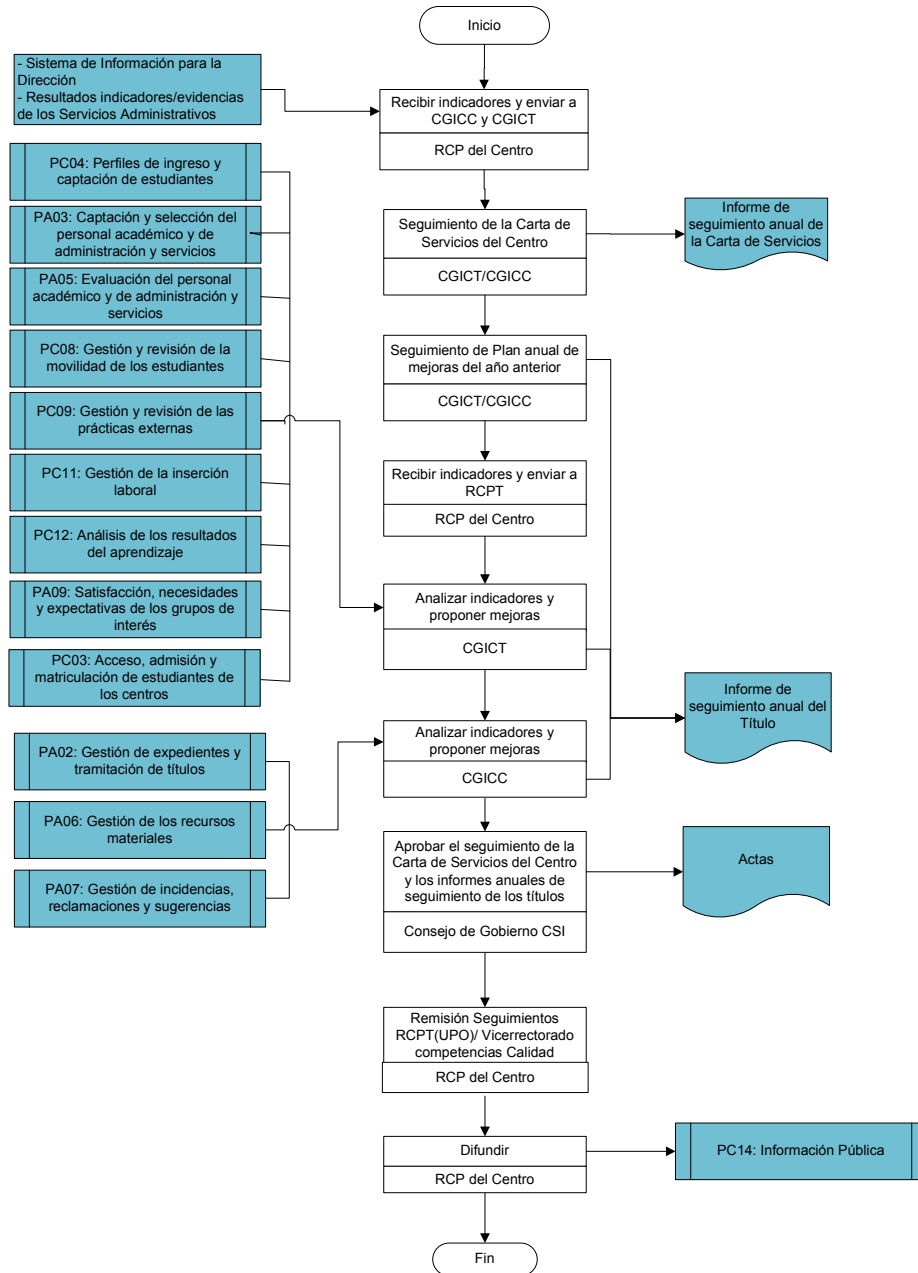 Inicio
- Sistema de Información para la
Dirección
- Resultados indicadores/evidencias
de los Servicios Administrativos
Recibir indicadores y enviar a
CGICC y CGICT
RCP del Centro
PC04: Perfiles de ingreso y
captación de estudiantes
PA03: Captación y selección del
personal académico y de
administración y servicios
PA05: Evaluación del personal
académico y de administración y
servicios
PC08: Gestión y revisión de la
movilidad de los estudiantes
PC09: Gestión y revisión de las
prácticas externas
PC11: Gestión de la inserción
laboral
PC12: Análisis de los resultados
del aprendizaje
PA09: Satisfacción, necesidades
y expectativas de los grupos de
interés
PC03: Acceso, admisión y
matriculación de estudiantes de
los centros
PA02: Gestión de expedientes y
tramitación de títulos
PA06: Gestión de los recursos
materiales
PA07: Gestión de incidencias,
reclamaciones y sugerencias
Seguimiento de la Carta de
Servicios del Centro
CGICT/CGICC
Informe de
seguimiento anual de
la Carta de Servicios
Seguimiento de Plan anual de
mejoras del año anterior
CGICT/CGICC
Recibir indicadores y enviar a
RCPT
RCP del Centro
Analizar indicadores y
proponer mejoras
CGICT
Informe de
seguimiento anual del
Título
Analizar indicadores y
proponer mejoras
CGICC
Aprobar el seguimiento de la
Carta de Servicios del Centro
y los informes anuales de
seguimiento de los títulos
Consejo de Gobierno CSI
Actas
Remisión Seguimientos
RCPT(UPO)/ Vicerrectorado
competencias Calidad
RCP del Centro
Difundir
RCP del Centro
PC14: Información Pública
Fin